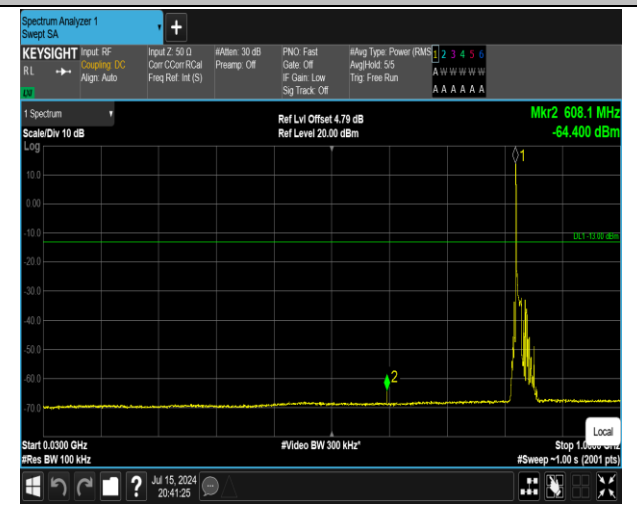 Spectrum Analyzer 1
Swept SA
+
KEYSIGHT Input: RF Input Z: 50 Ω #Atten: 30 dB PNO: Fast #Avg Type: Power (RMS 1 2 3 4 5 6
RL Coupling: DC Corr CCorr RCal Preamp: Off Gate: Off Avg|Hold: 5/5 A W W W W W
Align: Auto Freq Ref: Int (S) IF Gain: Low Trig: Free Run
LXI Sig Track: Off A A A A A A
1 Spectrum Ref Lvl Offset 4.79 dB Mkr2 608.1 MHz
Scale/Div 10 dB Ref Level 20.00 dBm -64.400 dBm
Log
1
10.0
0.00
-10.0
DL1 -13.00 dBm
-20.0
-30.0
-40.0
-50.0
-60.0
2
-70.0
Local
Start 0.0300 GHz #Video BW 300 kHz* Stop
#Res BW 100 kHz #Sweep ~1.00 s (2001 pts)
? Jul 15, 2024
20:41:25